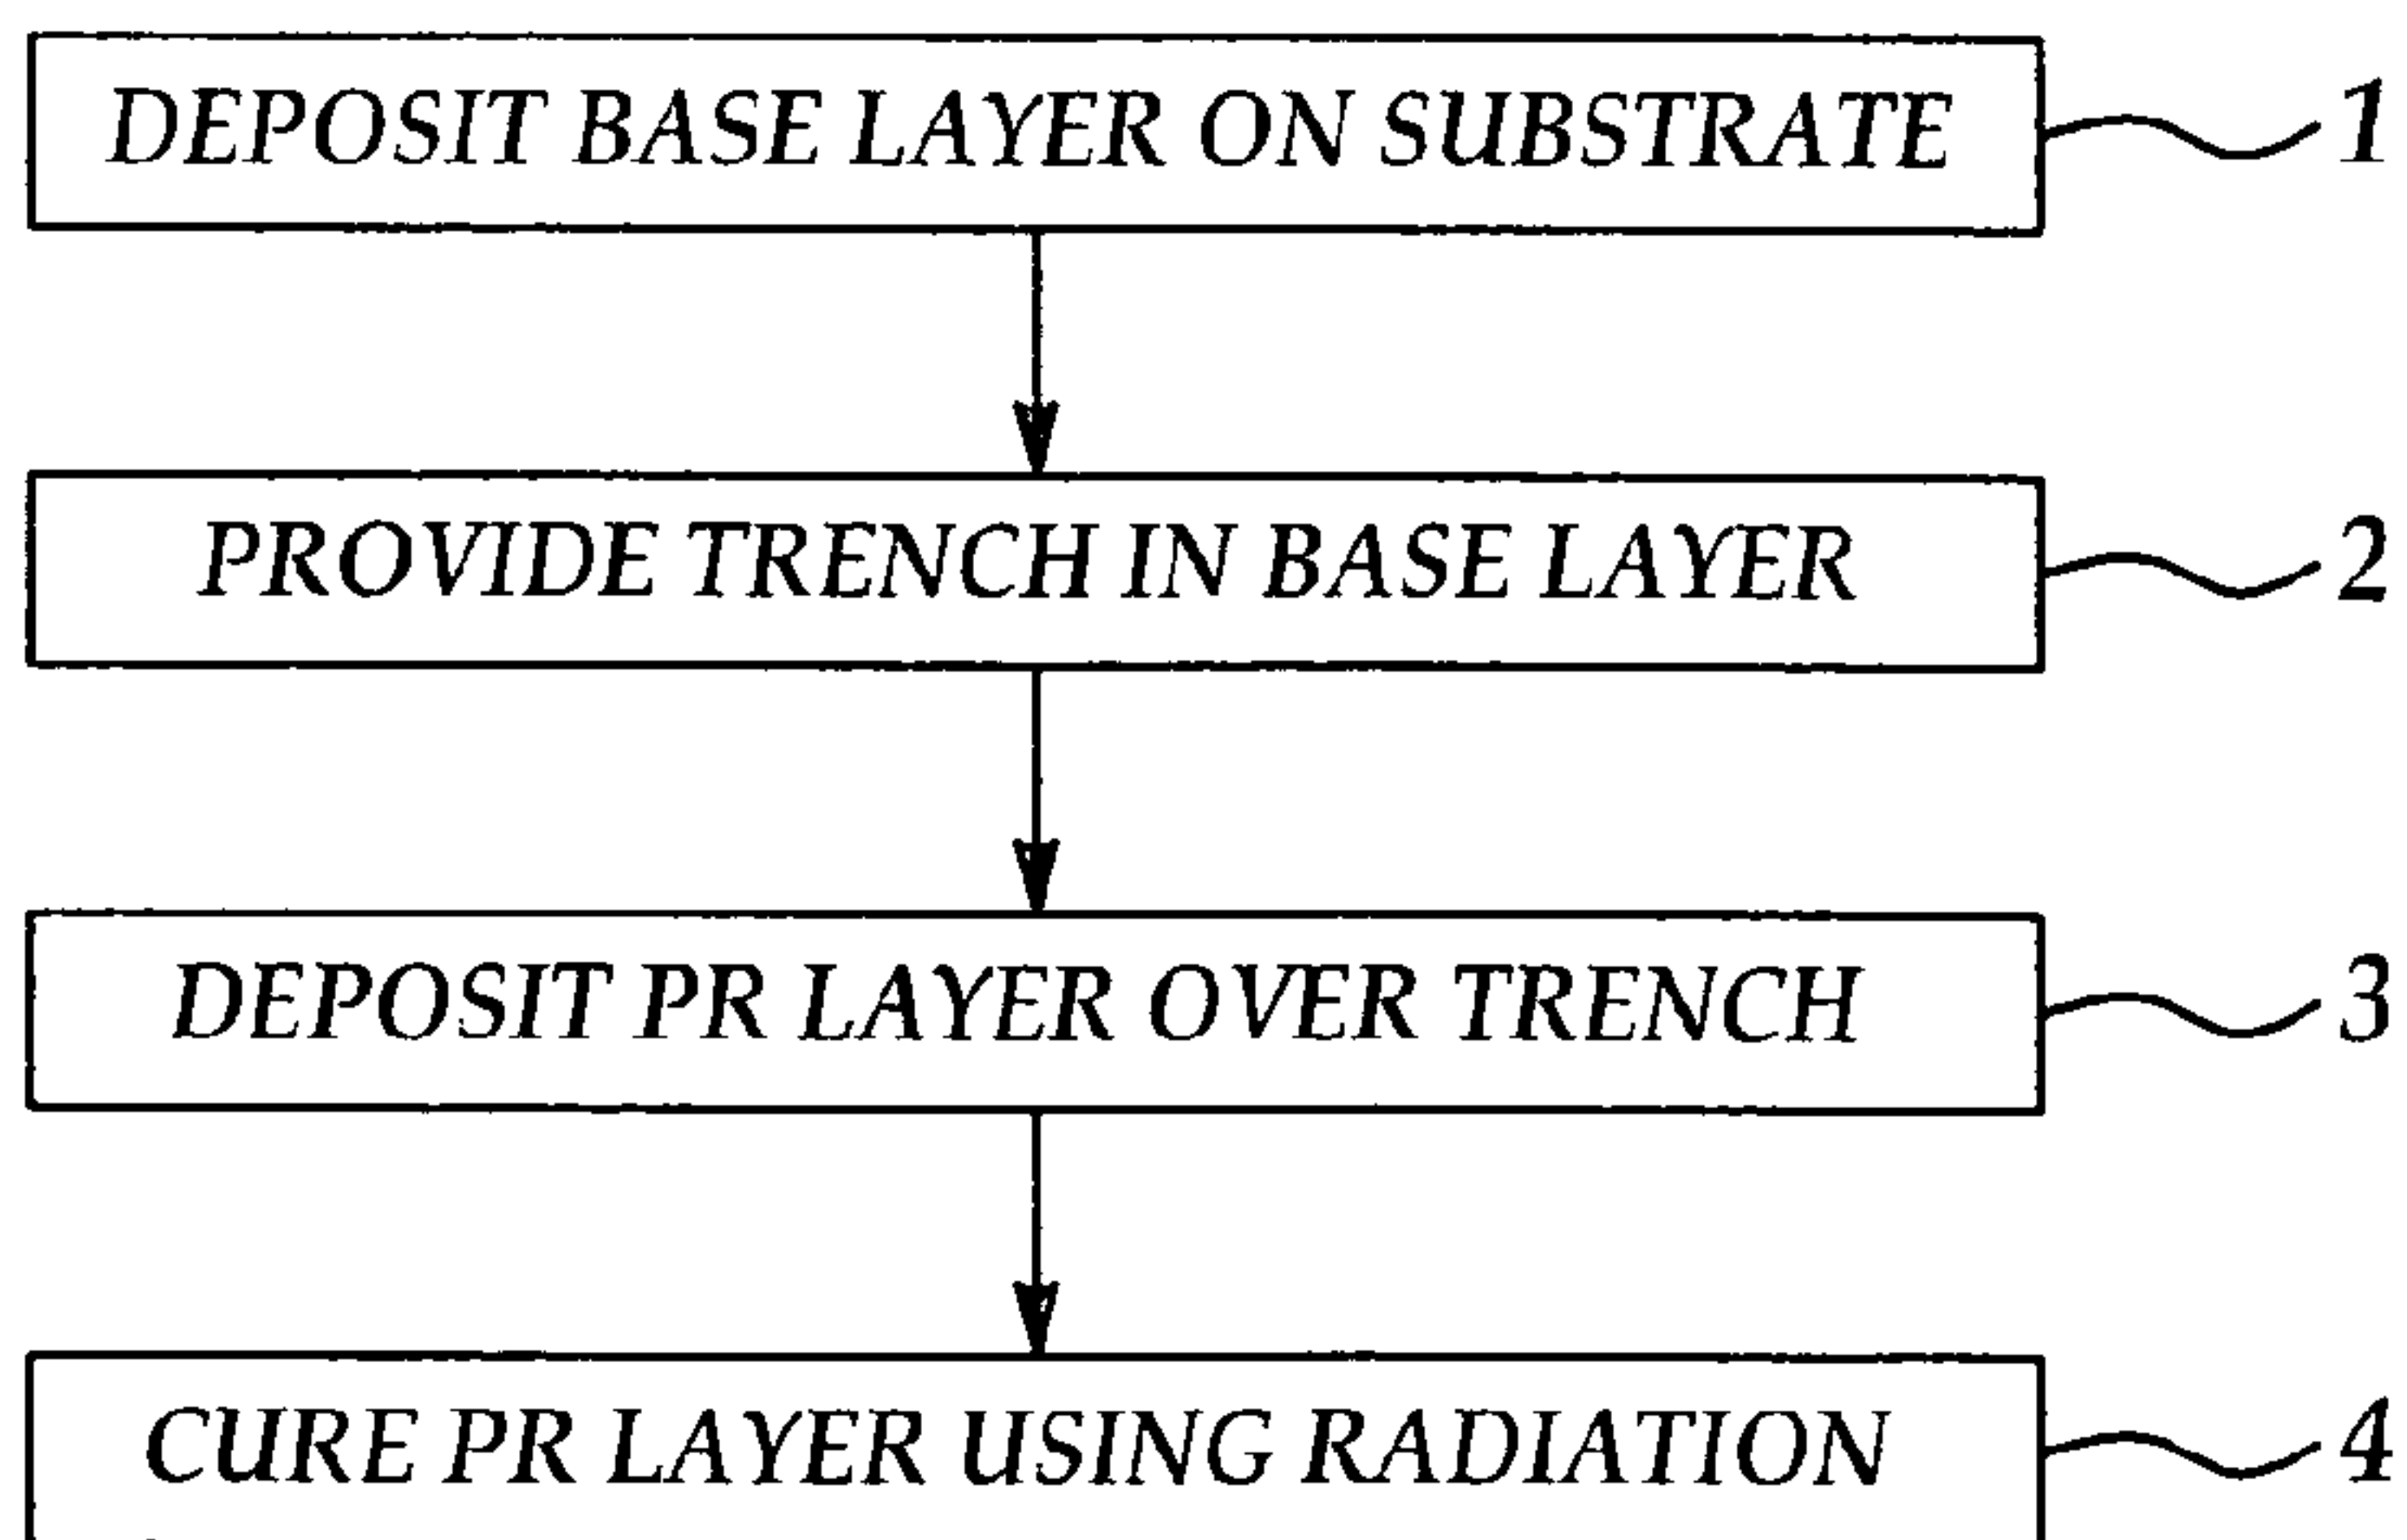 DEPOSIT BASE LAYER ON SUBSTRATE 1
PROVIDE TRENCH IN BASE LAYER 2
DEPOSIT PR LAYER OVER TRENCH 3
CURE PR LAYER USING RADIATION 4